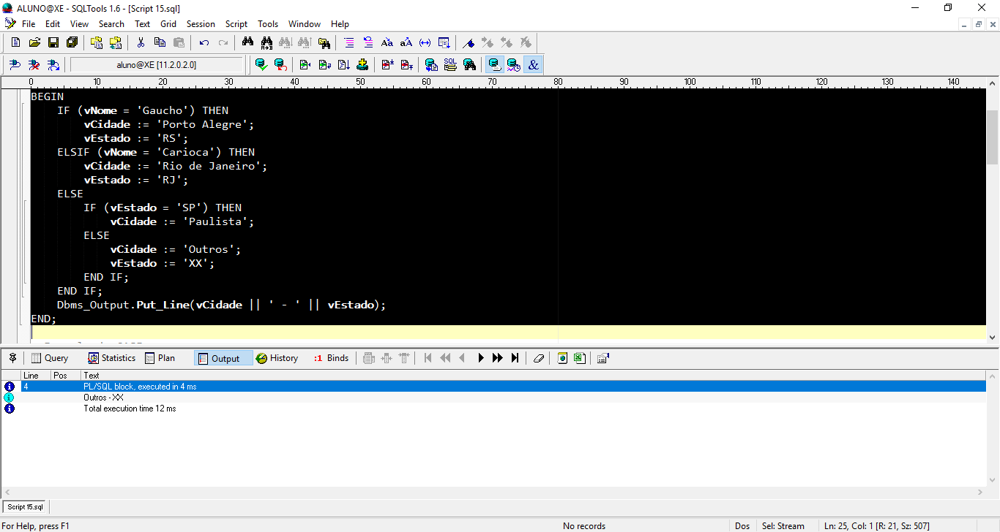 ALUNO@XE - SQLTools 1.6 - [Script 15.sql]
File Edit View Search Text Grid Session Script Tools Window Help
aluno@XE [11.2.0.2.0]
0 10 20 30 40 50 60 70 80 90 100 110 120 130 140
BEGIN
IF (vNome = 'Gaucho') THEN
vCidade := 'Porto Alegre';
vEstado := 'RS';
ELSIF (vNome = 'Carioca') THEN
vCidade := 'Rio de Janeiro';
vEstado := 'RJ';
ELSE
IF (vEstado = 'SP') THEN
vCidade := 'Paulista';
ELSE
vCidade := 'Outros';
vEstado := 'XX';
END IF;
END IF;
Dbms_Output.Put_Line(vCidade || ' - ' || vEstado);
END;
Query Statistics Plan Output History :1 Binds
Line Pos Text
4 PL/SQL block, executed in 4 ms
Outros - XX
Total execution time 12 ms
Script 15.sql
For Help, press F1 No records Dos Sel: Stream Ln: 25, Col: 1 [R: 21, Sz: 507]